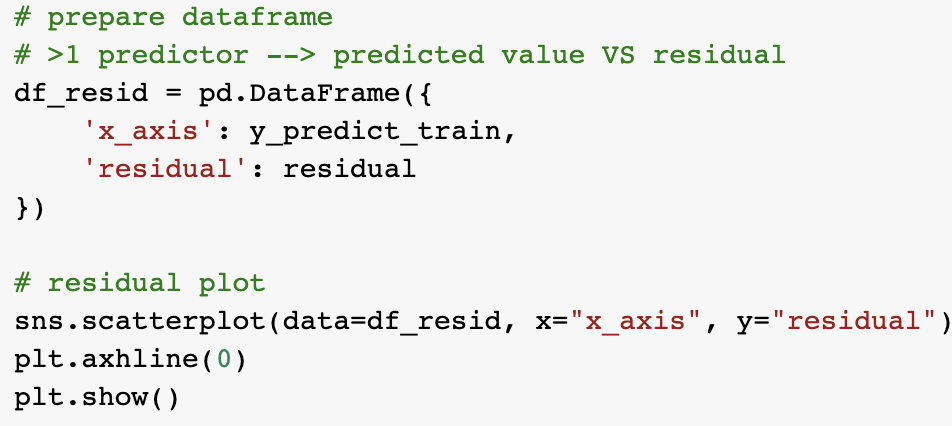 # prepare dataframe
# >1 predictor --> predicted value VS residual
df_resid = pd.DataFrame({
    'x_axis': y_predict_train,
    'residual': residual
})

# residual plot
sns.scatterplot(data=df_resid, x="x_axis", y="residual")
plt.axhline(0)
plt.show()